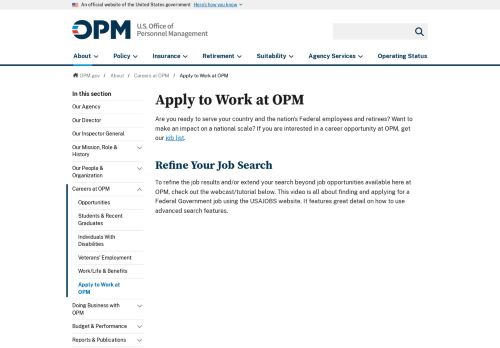 An official website of the United States government Here's how you know
OPM U.S. Office of
Personnel Management
About Policy Insurance Retirement Suitability Agency Services Operating Status
OPM.gov / About / Careers at OPM / Apply to Work at OPM
In this section
Our Agency
Our Director
Our Inspector General
Our Mission, Role &
History
Our People &
Organization
Careers at OPM
Opportunities
Students & Recent
Graduates
Individuals With
Disabilities
Veterans' Employment
Work/Life & Benefits
Apply to Work at
OPM
Doing Business with
OPM
Budget & Performance
Reports & Publications
Apply to Work at OPM
Are you ready to serve your country and the nation's Federal employees and retirees? Want to
make an impact on a national scale? If you are interested in a career opportunity at OPM, get
our job list.
Refine Your Job Search
To refine the job results and/or extend your search beyond job opportunities available here at
OPM, check out the webcast/tutorial below. This video is all about finding and applying for a
Federal Government job using the USAJOBS website. It features great detail on how to use
advanced search features.